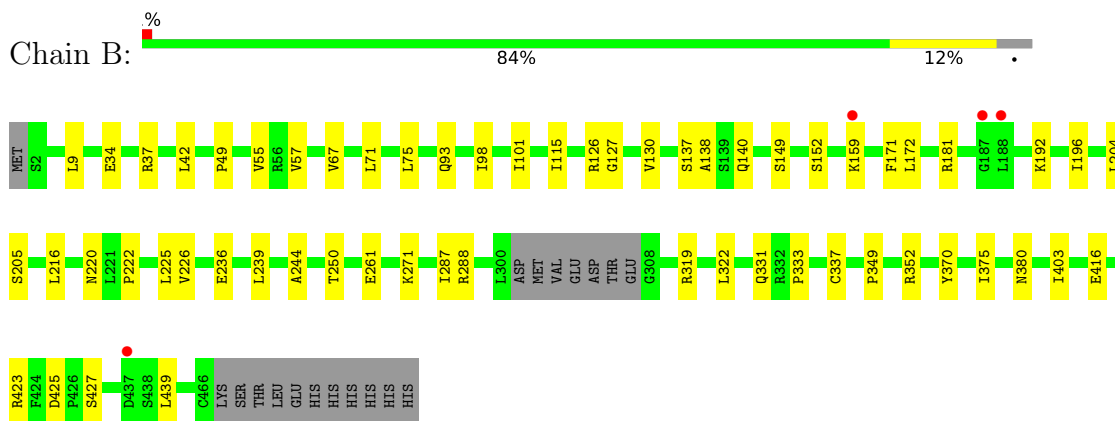 %
Chain B:
84% 12% •
MET S2 L9 E34 R37 L42 P49 V55 R56 V57 V67 L71 L75 Q93 I98 I101 I115 R126 G127 V130 S137 A138 S139 Q140 S149 S152 K159 F171 L172 R181 G187 L188 K192 I196
S205 L216 N220 L221 P222 L225 V226 E236 L239 A244 T250 E261 K271 I287 R288 L300 ASP MET VAL GLU ASP THR GLU G308 R319 L322 Q331 R332 P333 C337 P349 R352 Y370 I375 N380 I403 E416
R423 F424 D425 P426 S427 D437 S438 L439 C466 LYS SER THR LEU GLU HIS HIS HIS HIS HIS HIS